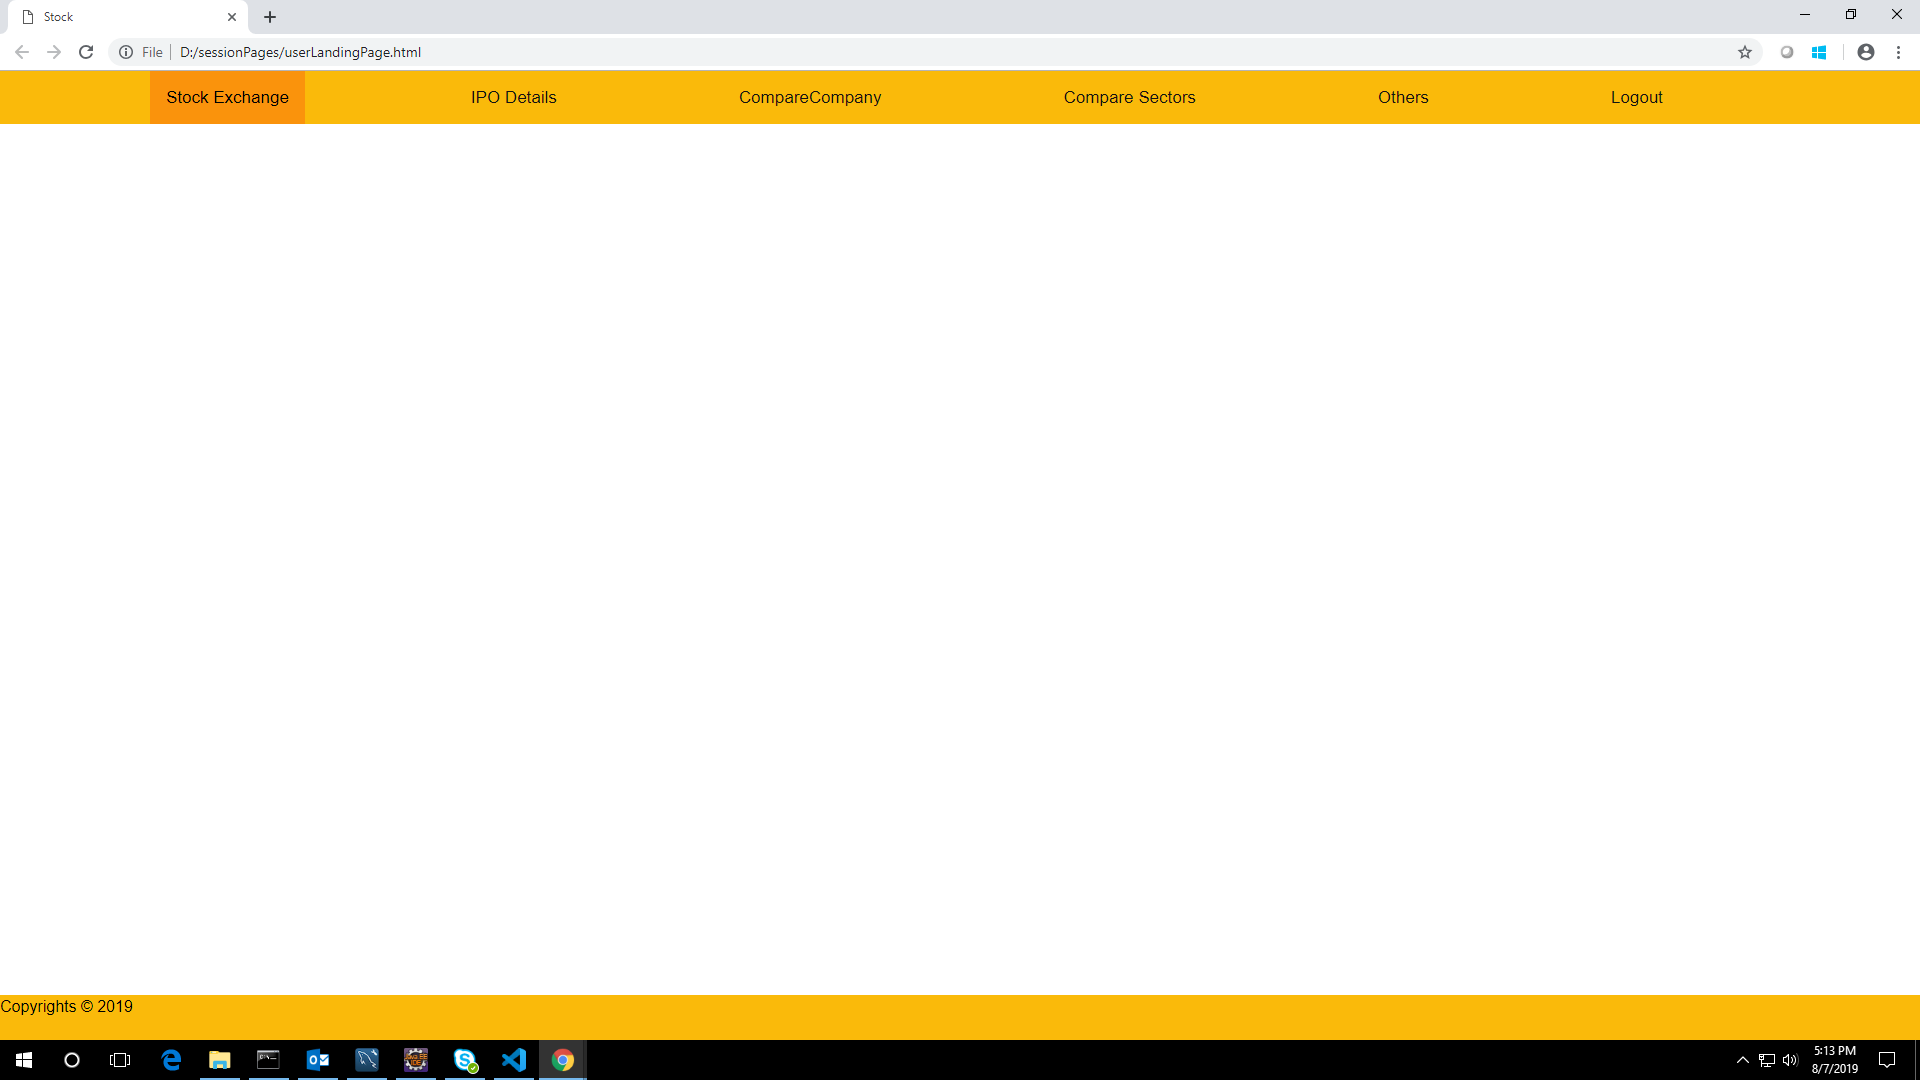 Stock
File D:/sessionPages/userLandingPage.html
Stock Exchange IPO Details CompareCompany Compare Sectors Others Logout
Copyrights © 2019
5:13 PM
8/7/2019